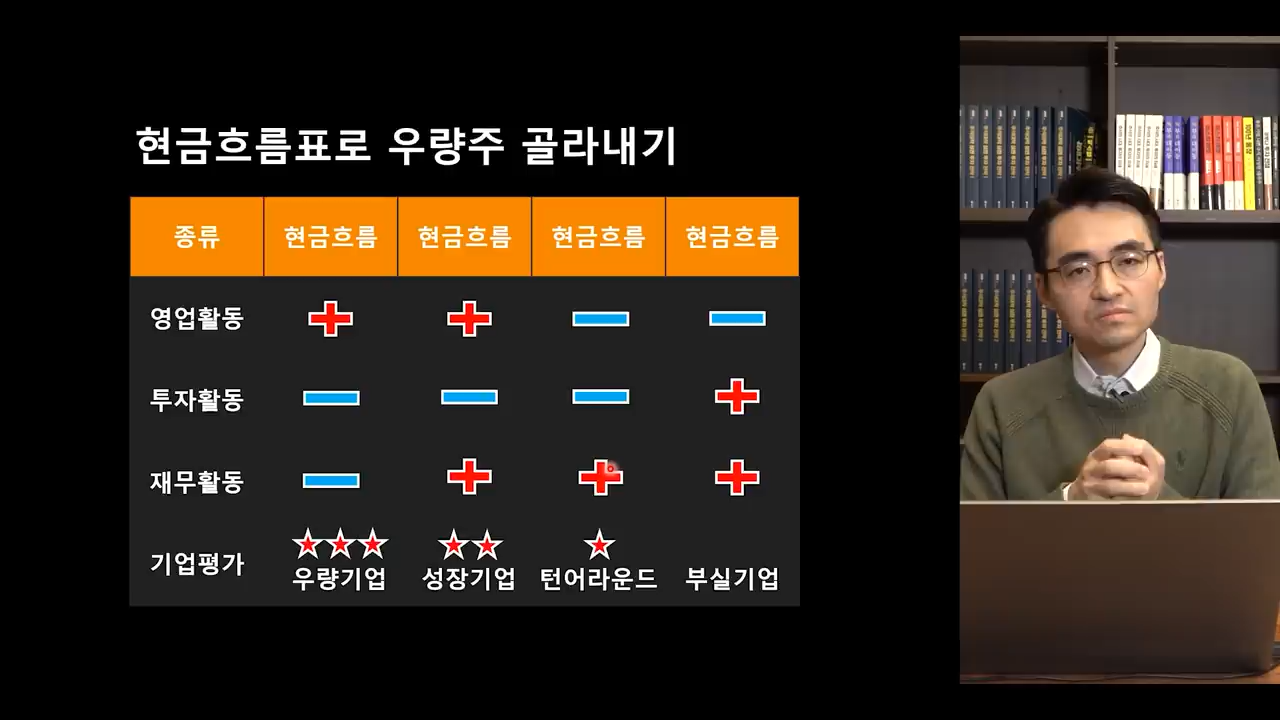 현금흐름표로 우량주 골라내기
종류 현금흐름 현금흐름 현금흐름 현금흐름
영업활동
투자활동
재무활동
기업평가 우량기업 성장기업 턴어라운드 부실기업